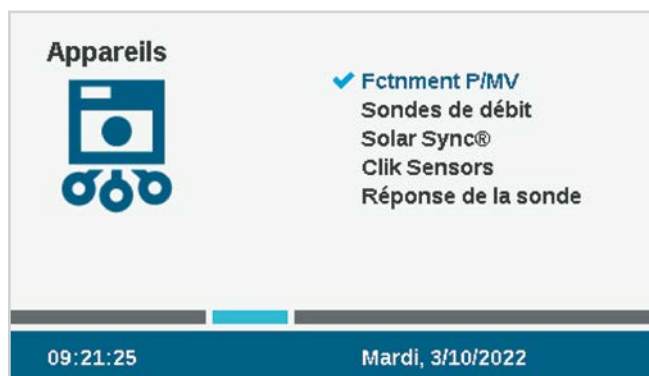 Appareils
Fctnment P/MV
Sondes de débit
Solar Sync®
Clik Sensors
Réponse de la sonde
09:21:25
Mardi, 3/10/2022